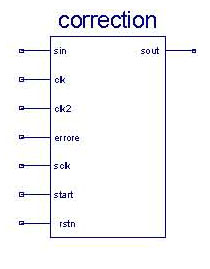 correction
sin sout
clk
clk2
errore
sclk
start
rstn